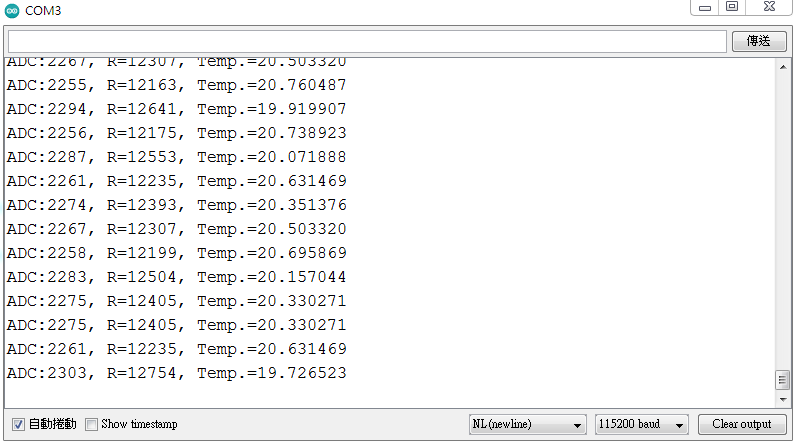 COM3
傳送
ADC:2267, R=12307, Temp.=20.503320
ADC:2255, R=12163, Temp.=20.760487
ADC:2294, R=12641, Temp.=19.919907
ADC:2256, R=12175, Temp.=20.738923
ADC:2287, R=12553, Temp.=20.071888
ADC:2261, R=12235, Temp.=20.631469
ADC:2274, R=12393, Temp.=20.351376
ADC:2267, R=12307, Temp.=20.503320
ADC:2258, R=12199, Temp.=20.695869
ADC:2283, R=12504, Temp.=20.157044
ADC:2275, R=12405, Temp.=20.330271
ADC:2275, R=12405, Temp.=20.330271
ADC:2261, R=12235, Temp.=20.631469
ADC:2303, R=12754, Temp.=19.726523
自動捲動 Show timestamp NL(newline) 115200 baud Clear output